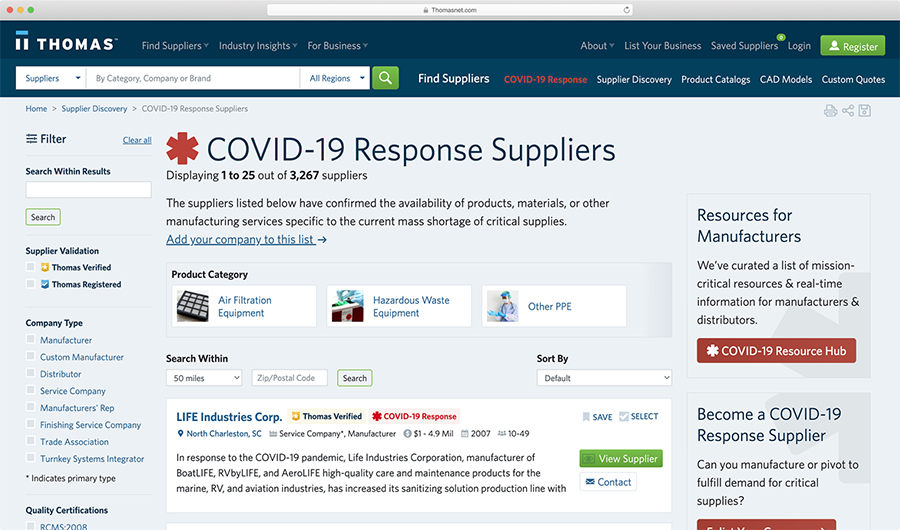 Thomasnet.com
THOMAS™
Find Suppliers
Industry Insights
For Business
About
List Your Business
Saved Suppliers
0
Login
Register
Suppliers
By Category, Company or Brand
All Regions
Find Suppliers
COVID-19 Response
Supplier Discovery
Product Catalogs
CAD Models
Custom Quotes
Home > Supplier Discovery > COVID-19 Response Suppliers
Filter
Clear all
Search Within Results
Search
Supplier Validation
Thomas Verified
Thomas Registered
Company Type
Manufacturer
Custom Manufacturer
Distributor
Service Company
Manufacturers' Rep
Finishing Service Company
Trade Association
Turnkey Systems Integrator
* Indicates primary type
Quality Certifications
RCMS:2008
COVID-19 Response Suppliers
Displaying 1 to 25 out of 3,267 suppliers
The suppliers listed below have confirmed the availability of products, materials, or other
manufacturing services specific to the current mass shortage of critical supplies.
Add your company to this list →
Product Category
Air Filtration
Equipment
Hazardous Waste
Equipment
Other PPE
Search Within
50 miles
Zip/Postal Code
Search
Sort By
Default
LIFE Industries Corp.
Thomas Verified
COVID-19 Response
SAVE
SELECT
North Charleston, SC
Service Company*, Manufacturer
$1 - 4.9 Mil
2007
10-49
In response to the COVID-19 pandemic, Life Industries Corporation, manufacturer of
BoatLIFE, RVbyLIFE, and AeroLIFE high-quality care and maintenance products for the
marine, RV, and aviation industries, has increased its sanitizing solution production line with
View Supplier
Contact
Resources for
Manufacturers
We've curated a list of mission-
critical resources & real-time
information for manufacturers &
distributors.
COVID-19 Resource Hub
Become a COVID-19
Response Supplier
Can you manufacture or pivot to
fulfill demand for critical
supplies?
Enlist Your Company